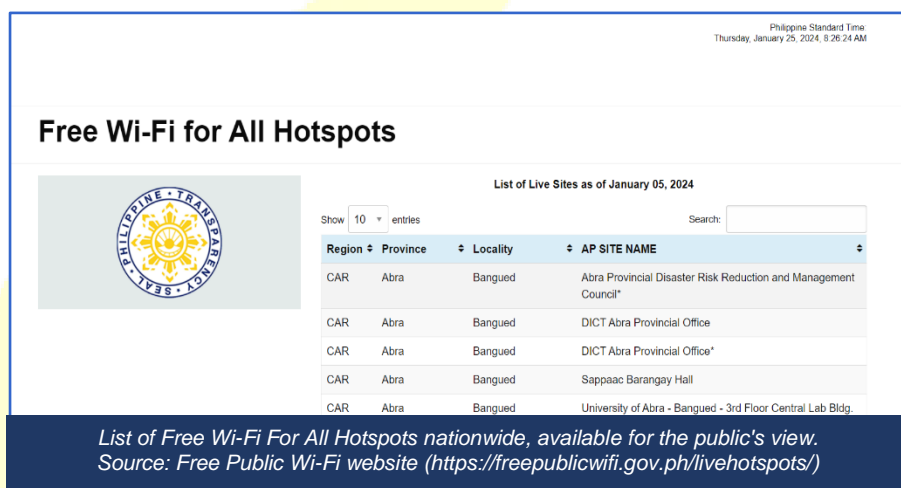 Philippine Standard Time:
Thursday, January 25, 2024, 8:26:24 AM
Free Wi-Fi for All Hotspots
PHILIPPINE TRANSPARENCY SEAL
List of Live Sites as of January 05, 2024
Show 10 entries
Search:
Region Province Locality AP SITE NAME
CAR Abra Bangued Abra Provincial Disaster Risk Reduction and Management
Council*
CAR Abra Bangued DICT Abra Provincial Office
CAR Abra Bangued DICT Abra Provincial Office*
CAR Abra Bangued Sappaac Barangay Hall
CAR Abra Bangued University of Abra - Bangued - 3rd Floor Central Lab Bldg.
List of Free Wi-Fi For All Hotspots nationwide, available for the public's view.
Source: Free Public Wi-Fi website (https://freepublicwifi.gov.ph/livehotspots/)